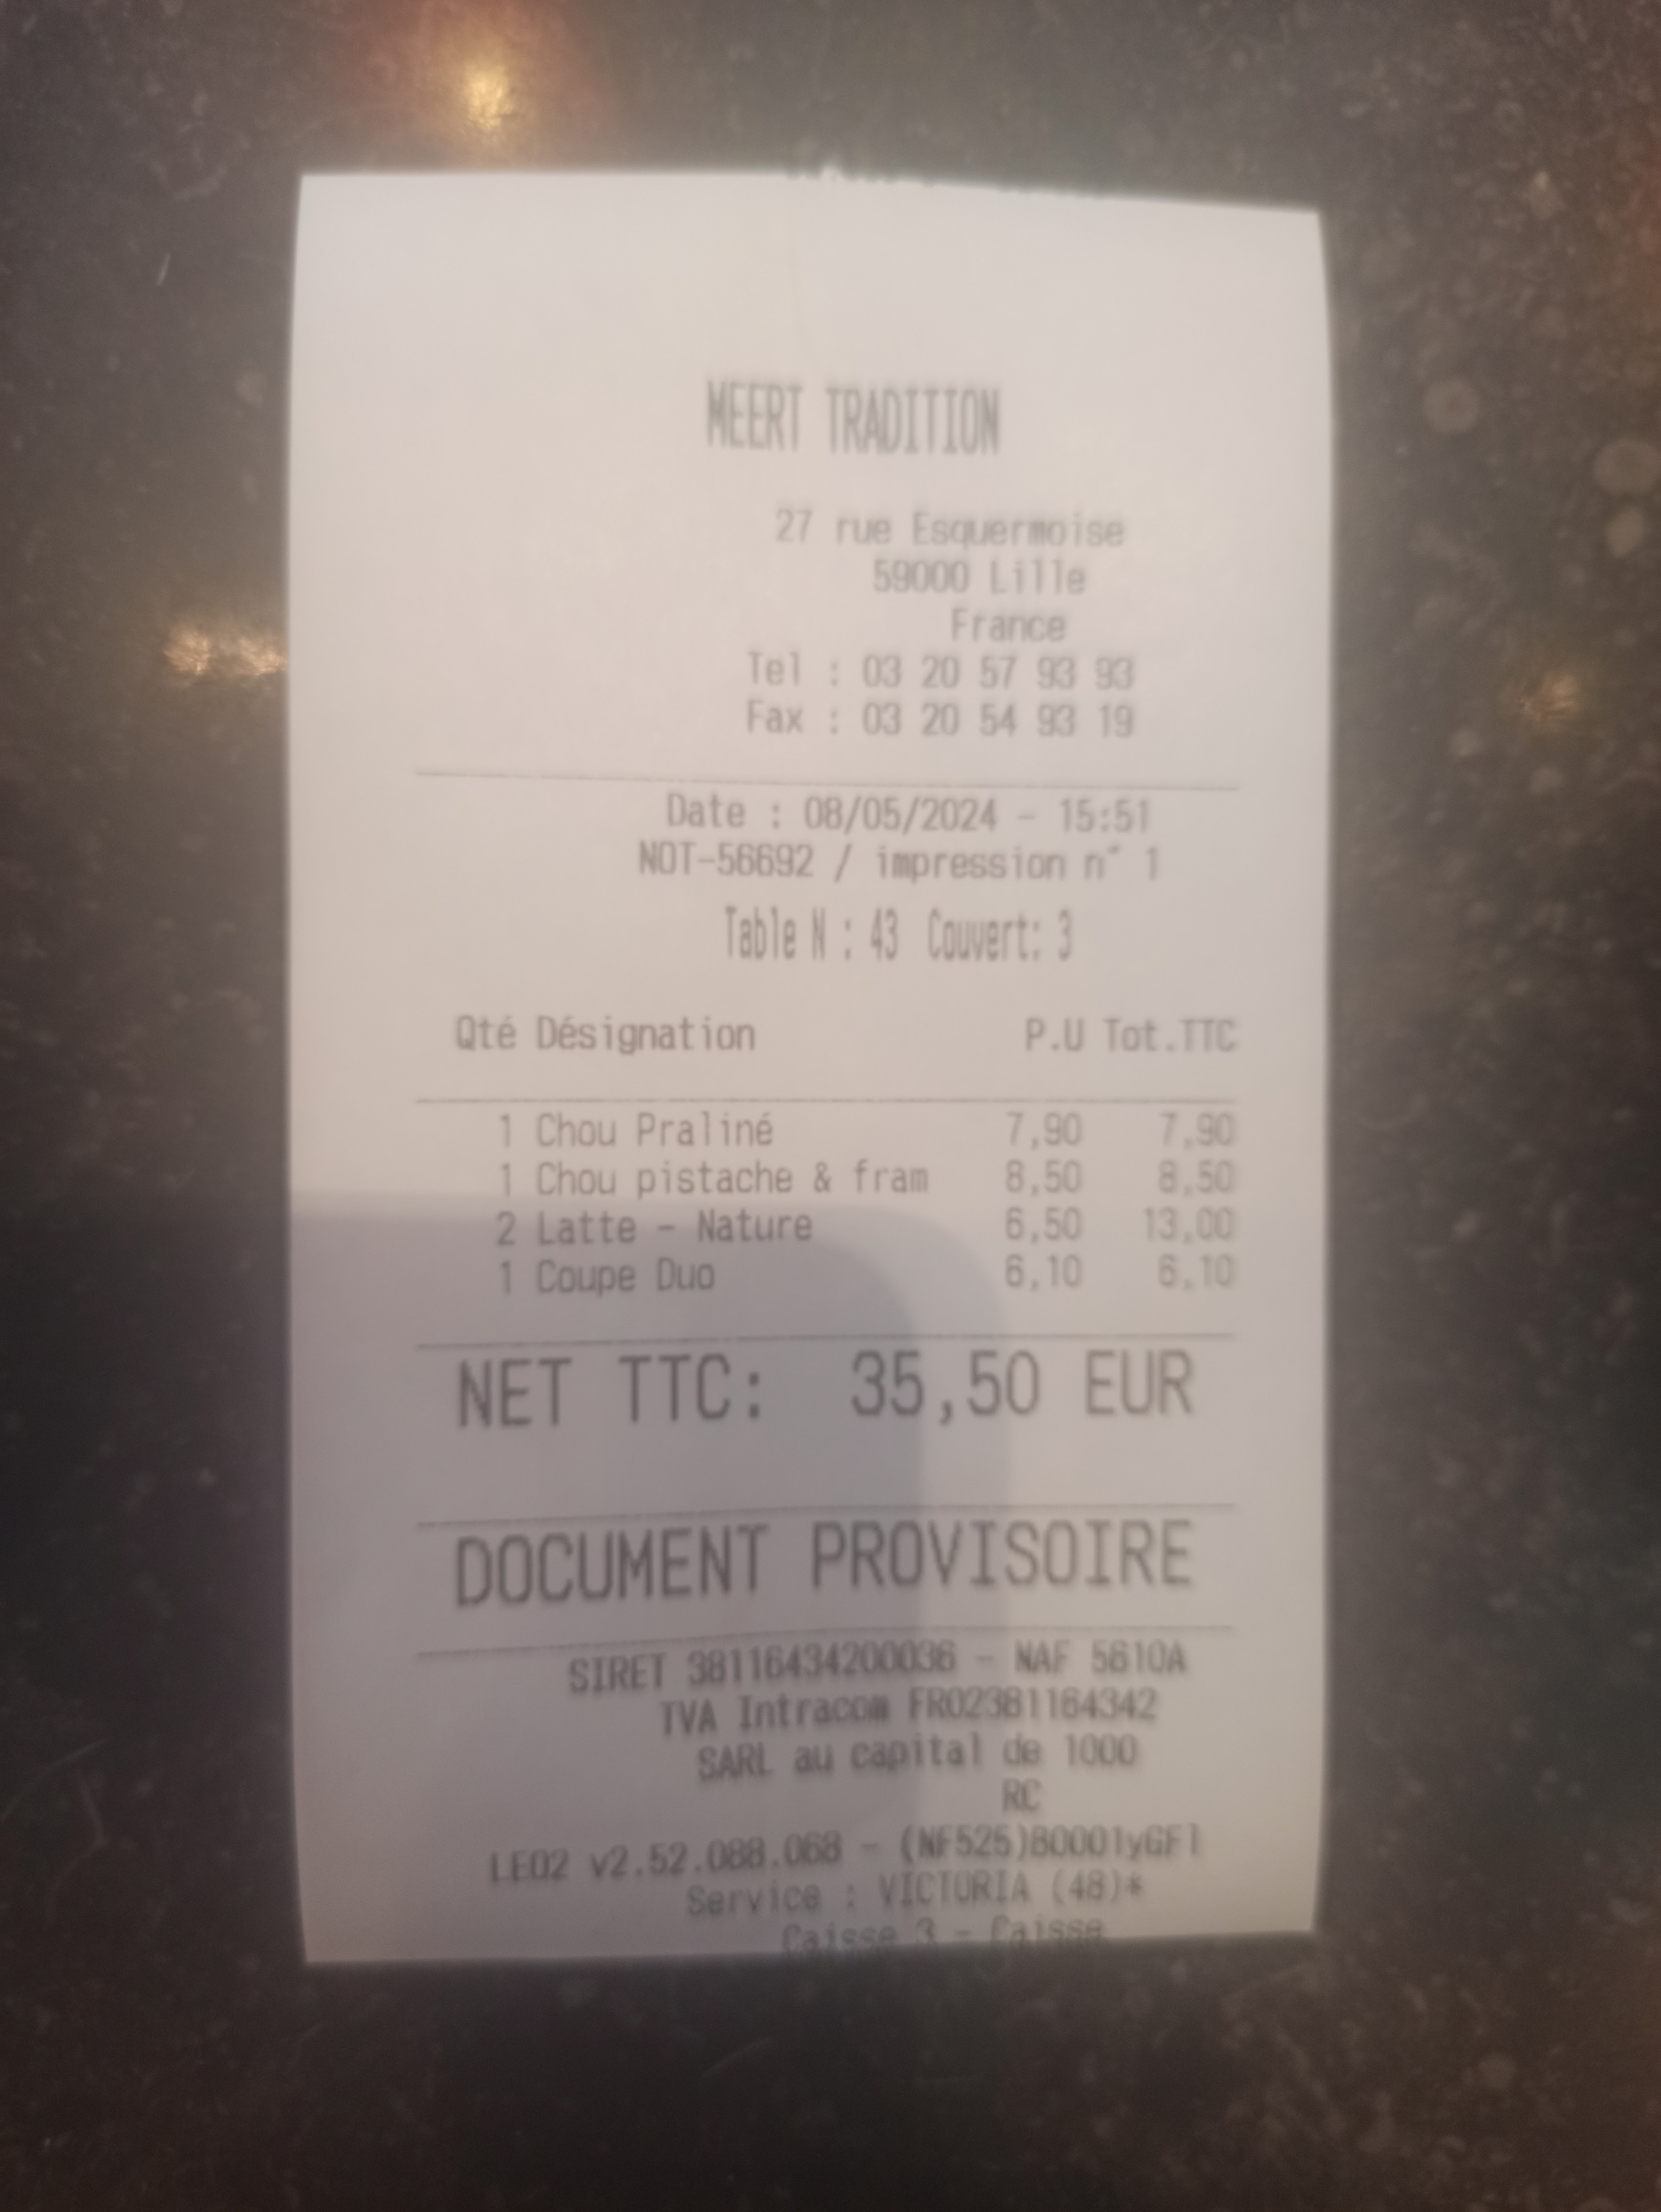 MEERT TRADITION
27 rue Esquermoise
59000 Lille
France
Tel : 03 20 57 93 93
Fax : 03 20 54 93 19
Date : 08/05/2024 - 15:51
NOT-56692 / impression n° 1
Table N : 43 Couvert: 3
Qté Désignation P.U Tot.TTC
1 Chou Praliné 7,90 7,90
1 Chou pistache & fram 8,50 8,50
2 Latte - Nature 6,50 13,00
1 Coupe Duo 6,10 6,10
NET TTC: 35,50 EUR
DOCUMENT PROVISOIRE
SIRET 38116434200036 - NAF 5610A
TVA Intracom FR02381164342
SARL au capital de 1000
RC
LEO2 v2.52.088.068 - (NF525)B0001yGFl
Service : VICTORIA (48)*
Caisse 3 - Caisse